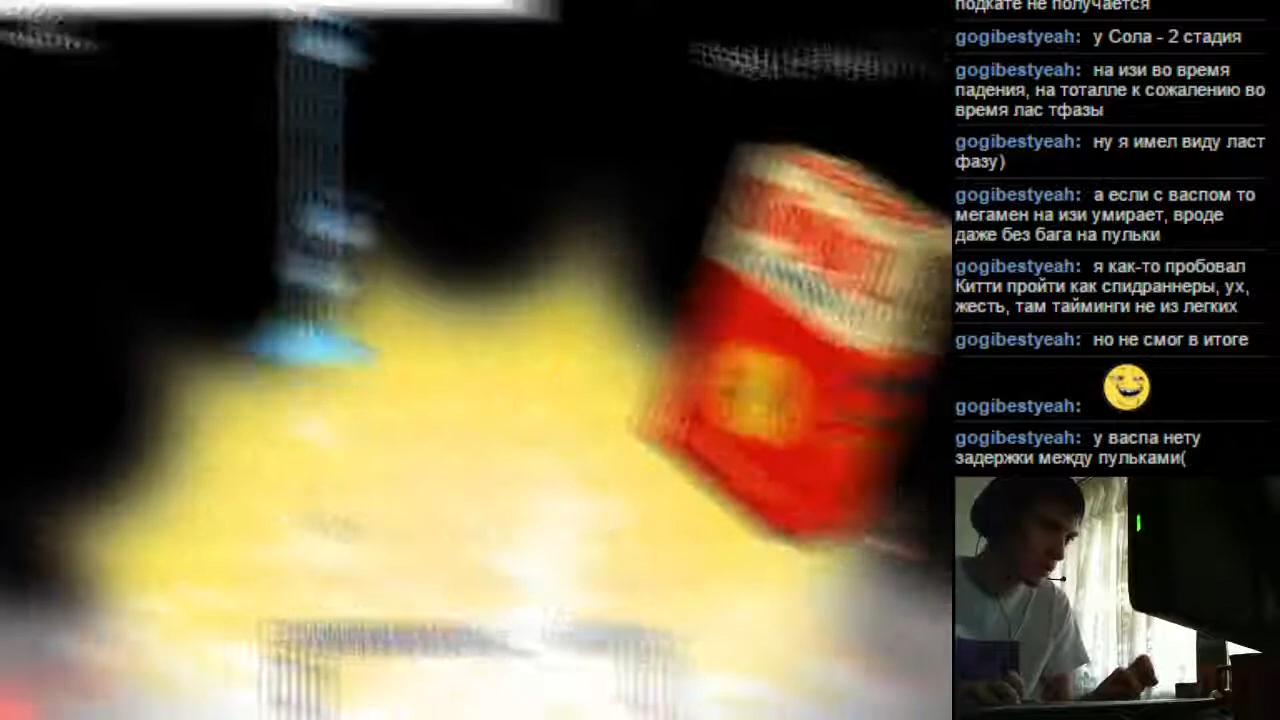 подкате не получается
gogibestyeah: у Сола - 2 стадия
gogibestyeah: на изи во время
падения, на тоталле к сожалению во
время лас тфазы
gogibestyeah: ну я имел виду ласт
фазу)
gogibestyeah: а если с васпом то
мегамен на изи умирает, вроде
даже без бага на пульки
gogibestyeah: я как-то пробовал
Китти пройти как спидраннеры, ух,
жесть, там тайминги не из легких
gogibestyeah: но не смог в итоге
gogibestyeah:
gogibestyeah: у васпа нету
задержки между пульками(